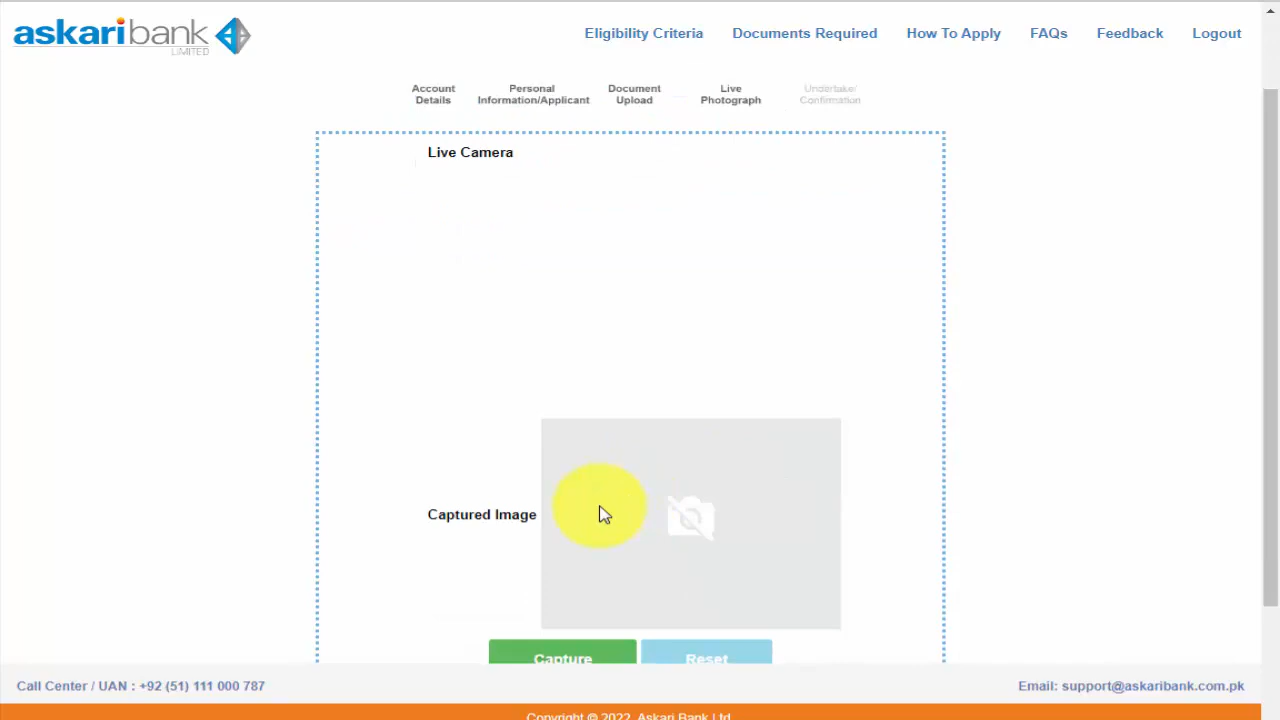 askari bank
LIMITED
Eligibility Criteria
Documents Required
How To Apply
FAQs
Feedback
Logout
Account
Details
Personal
Information/Applicant
Document
Upload
Live
Photograph
Undertake/
Confirmation
Live Camera
Captured Image
Capture
Reset
Call Center / UAN : +92 (51) 111 000 787
Email: support@askaribank.com.pk
Copyright © 2022, Askari Bank Ltd.